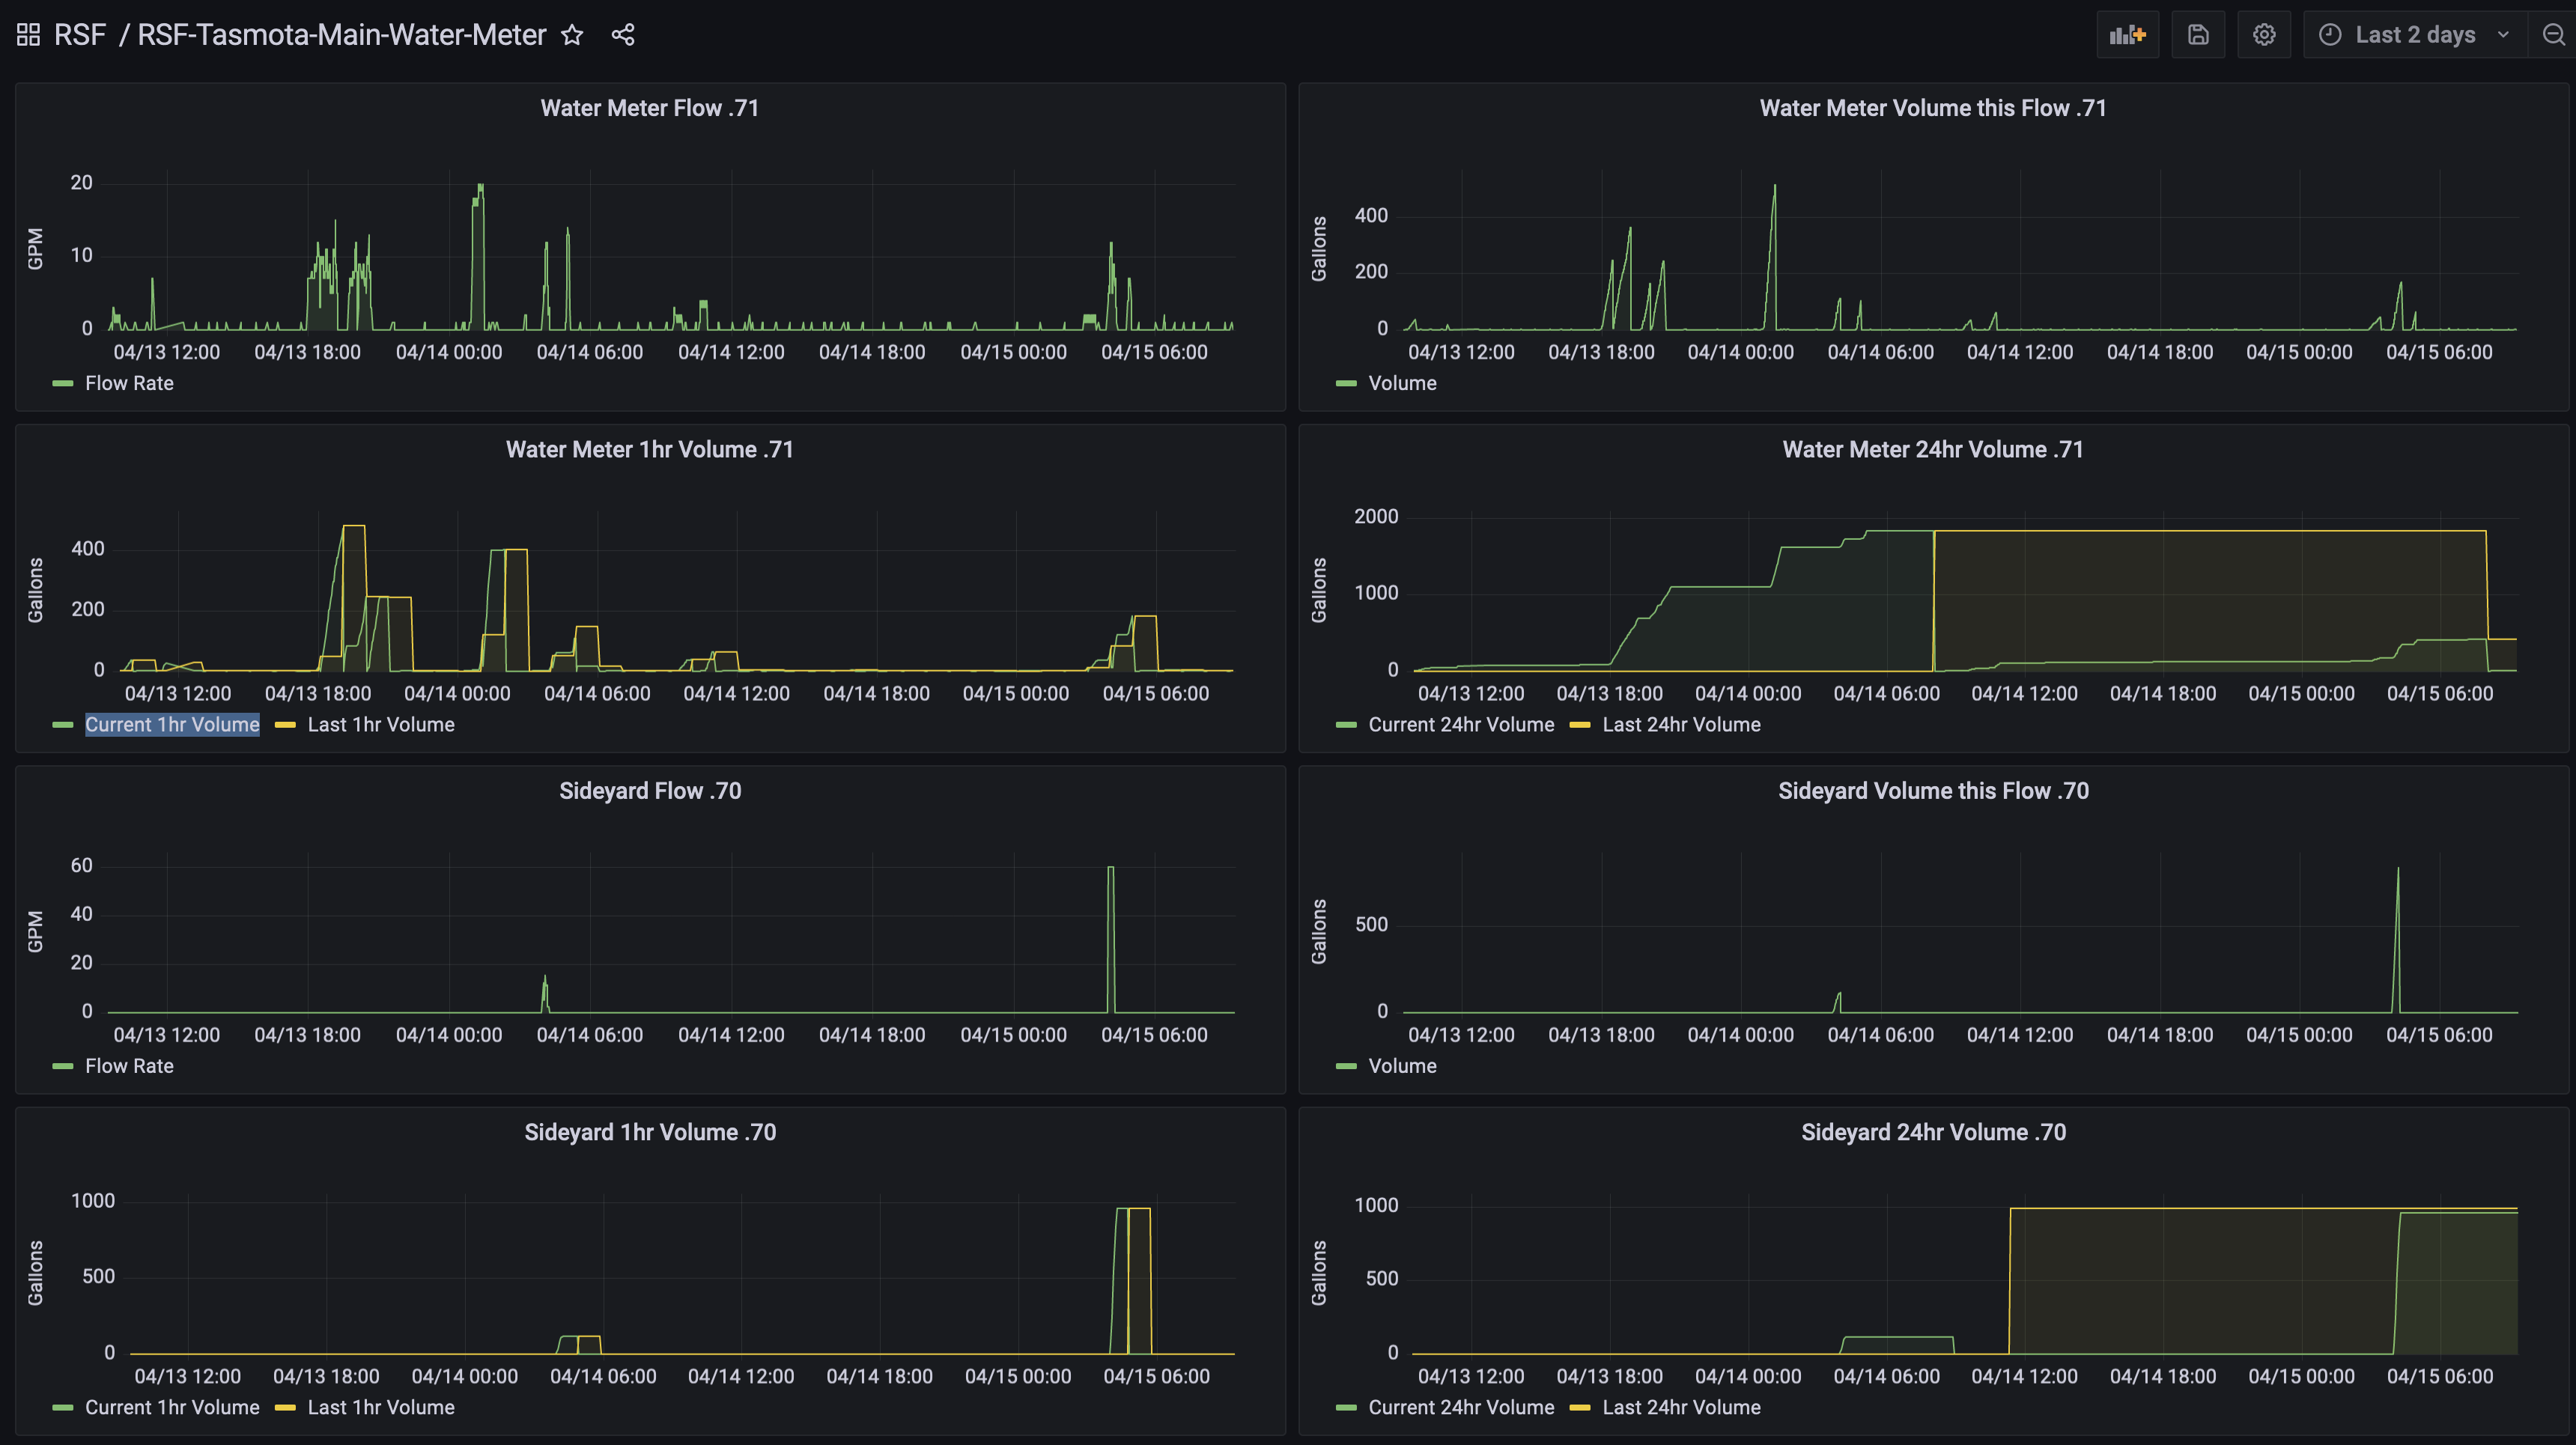 RSF / RSF-Tasmota-Main-Water-Meter
Last 2 days
Water Meter Flow .71
GPM
20
10
0
04/13 12:00 04/13 18:00 04/14 00:00 04/14 06:00 04/14 12:00 04/14 18:00 04/15 00:00 04/15 06:00
Flow Rate
Water Meter Volume this Flow .71
Gallons
400
200
0
04/13 12:00 04/13 18:00 04/14 00:00 04/14 06:00 04/14 12:00 04/14 18:00 04/15 00:00 04/15 06:00
Volume
Water Meter 1hr Volume .71
Gallons
400
200
0
04/13 12:00 04/13 18:00 04/14 00:00 04/14 06:00 04/14 12:00 04/14 18:00 04/15 00:00 04/15 06:00
Current 1hr Volume Last 1hr Volume
Water Meter 24hr Volume .71
Gallons
2000
1000
0
04/13 12:00 04/13 18:00 04/14 00:00 04/14 06:00 04/14 12:00 04/14 18:00 04/15 00:00 04/15 06:00
Current 24hr Volume Last 24hr Volume
Sideyard Flow .70
GPM
60
40
20
0
04/13 12:00 04/13 18:00 04/14 00:00 04/14 06:00 04/14 12:00 04/14 18:00 04/15 00:00 04/15 06:00
Flow Rate
Sideyard Volume this Flow .70
Gallons
500
0
04/13 12:00 04/13 18:00 04/14 00:00 04/14 06:00 04/14 12:00 04/14 18:00 04/15 00:00 04/15 06:00
Volume
Sideyard 1hr Volume .70
Gallons
1000
500
0
04/13 12:00 04/13 18:00 04/14 00:00 04/14 06:00 04/14 12:00 04/14 18:00 04/15 00:00 04/15 06:00
Current 1hr Volume Last 1hr Volume
Sideyard 24hr Volume .70
Gallons
1000
500
0
04/13 12:00 04/13 18:00 04/14 00:00 04/14 06:00 04/14 12:00 04/14 18:00 04/15 00:00 04/15 06:00
Current 24hr Volume Last 24hr Volume